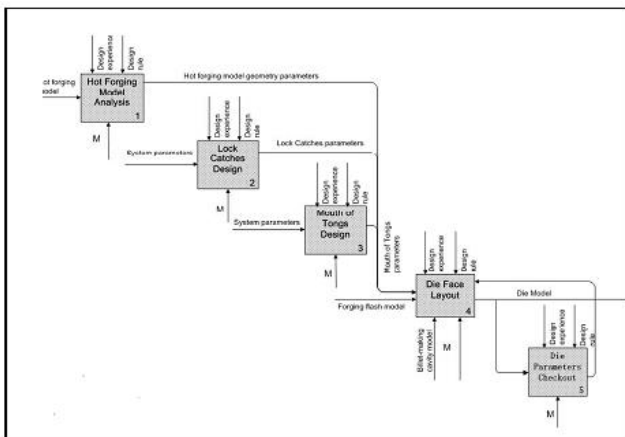 Design
experience
Design
rule
ot forging
model
Hot Forging
Model
Analysis
1
M
Hot forging model geometry parameters
Design
experience
Design
rule
System parameters
Lock
Catches
Design
2
M
Lock Catches parameters
Design
experience
Design
rule
System parameters
Mouth of
Tongs
Design
3
M
Mouth of Tongs
parameters
Design
experience
Design
rule
Forging flash model
Die Face
Layout
4
Die Model
Billet-making
cavity model
M
Design
experience
Design
rule
Die
Parameters
Checkout
5
M